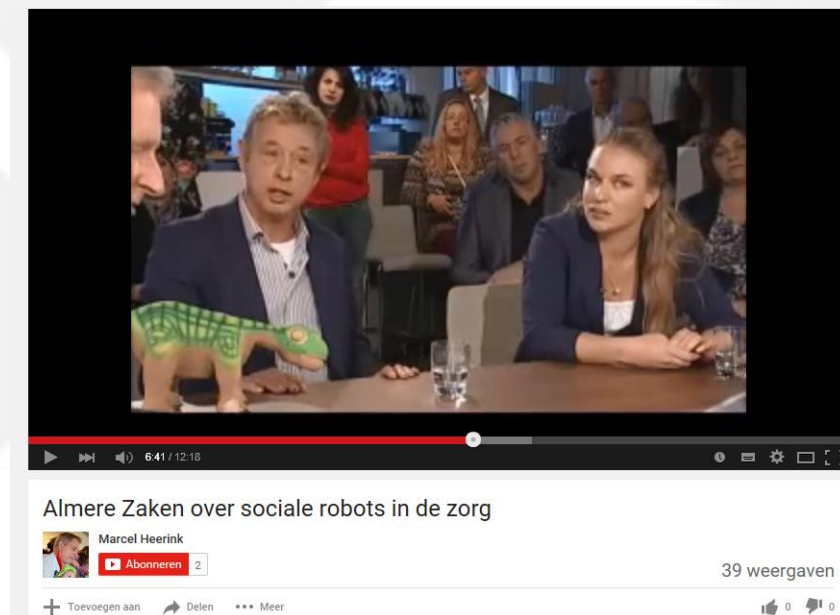 6:41 / 12:18
Almere Zaken over sociale robots in de zorg
Marcel Heerink
Abonneren 2
39 weergaven
Toevoegen aan Delen Meer 0 0